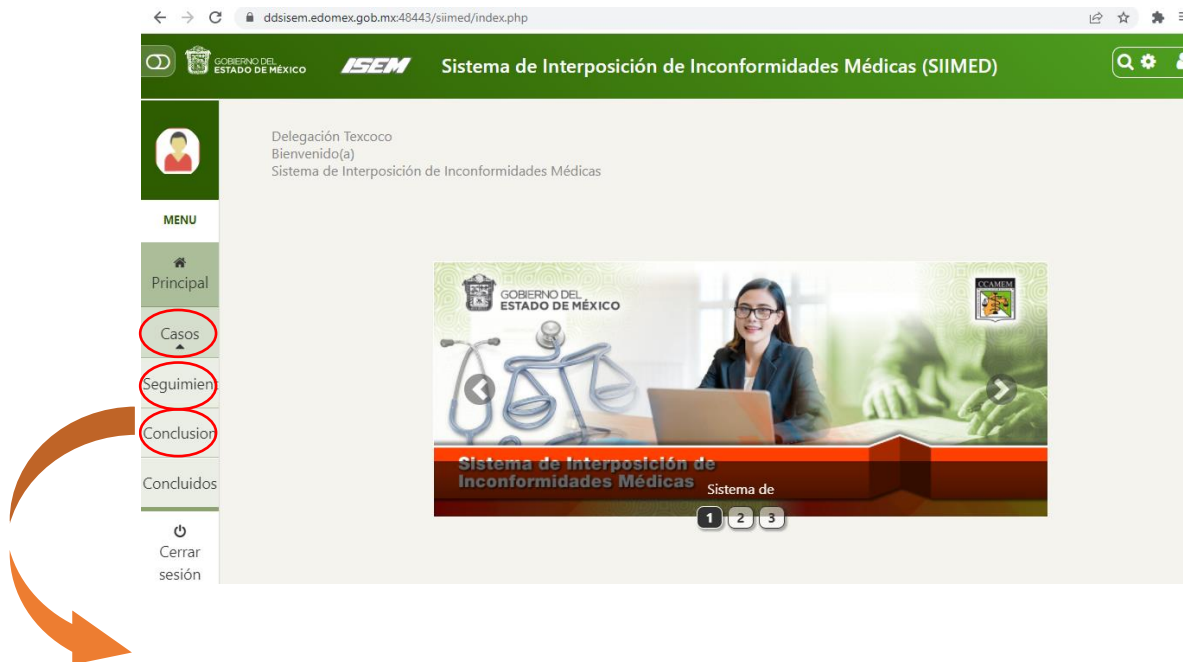 ddsisem.edomex.gob.mx:48443/siimed/index.php
GOBIERNO DEL
ESTADO DE MÉXICO
ISEM
Sistema de Interposición de Inconformidades Médicas (SIIMED)
Delegación Texcoco
Bienvenido(a)
Sistema de Interposición de Inconformidades Médicas
MENU
Principal
Casos
Seguimient
Conclusion
Concluidos
Cerrar
sesión
GOBIERNO DEL
ESTADO DE MÉXICO
CCAMEM
Sistema de Interposición de
Inconformidades Médicas
Sistema de
1 2 3